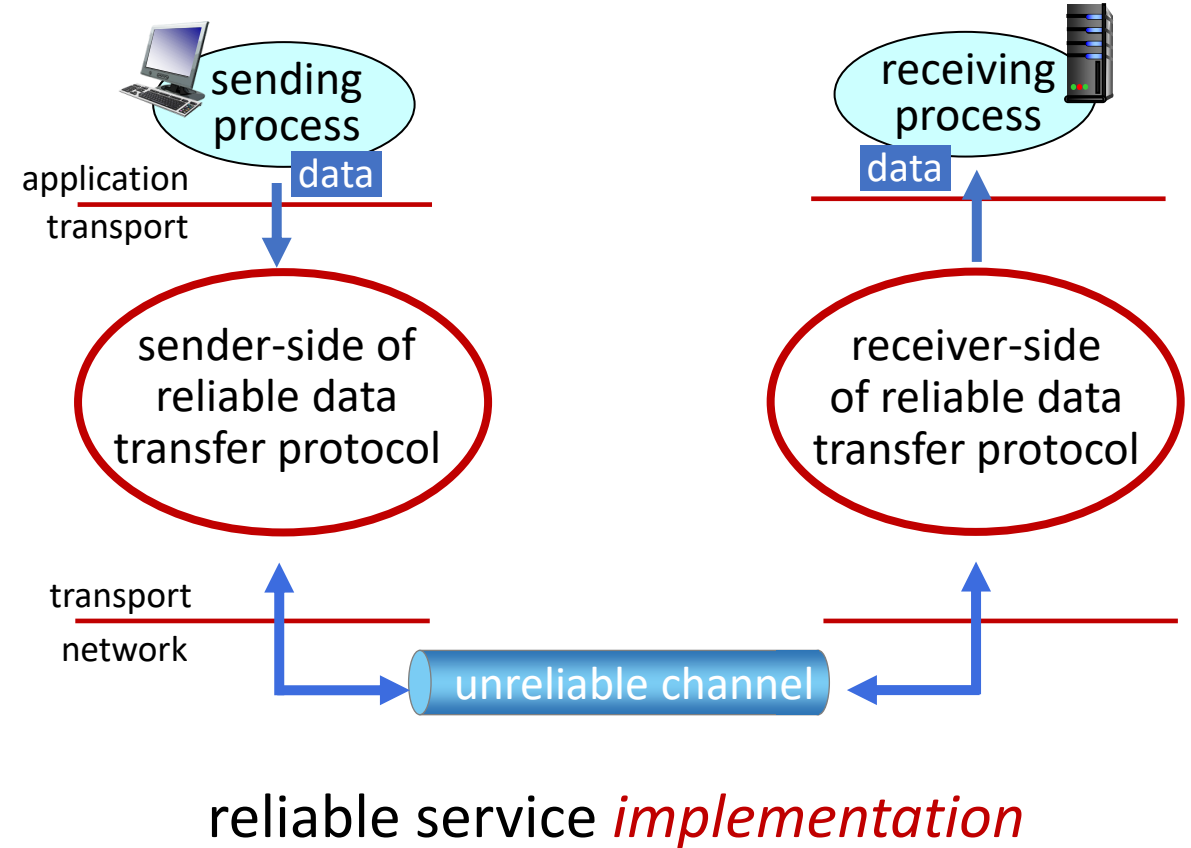 sending
process
data
application
transport
receiving
process
data
sender-side of
reliable data
transfer protocol
receiver-side
of reliable data
transfer protocol
transport
network
unreliable channel
reliable service implementation